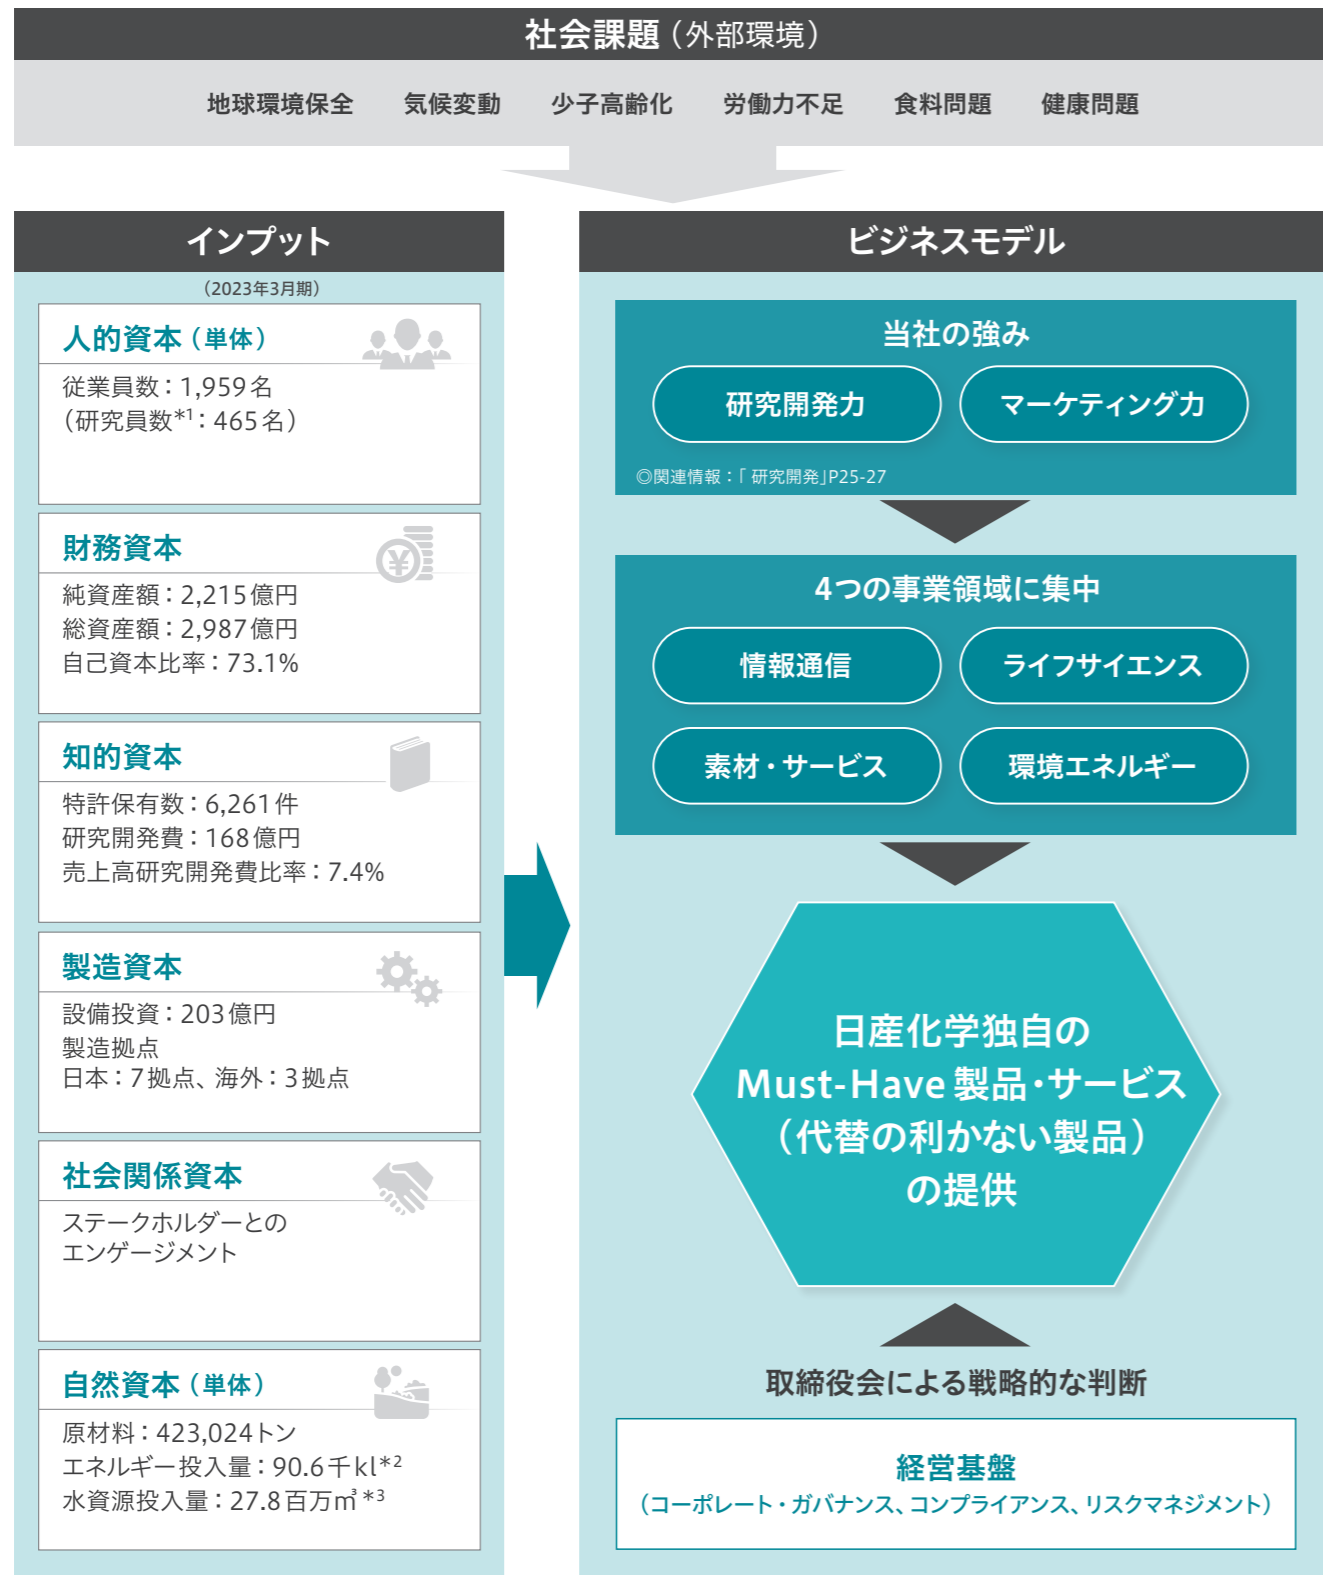 社会課題（外部環境）
地球環境保全　気候変動　少子高齢化　労働力不足　食料問題　健康問題
インプット
（2023年3月期）
人的資本（単体）
従業員数：1,959名
（研究員数*1：465名）
財務資本
純資産額：2,215億円
総資産額：2,987億円
自己資本比率：73.1%
知的資本
特許保有数：6,261件
研究開発費：168億円
売上高研究開発費比率：7.4%
製造資本
設備投資：203億円
製造拠点
日本：7拠点、海外：3拠点
社会関係資本
ステークホルダーとの
エンゲージメント
自然資本（単体）
原材料：423,024トン
エネルギー投入量：90.6千kl*2
水資源投入量：27.8百万㎥*3
ビジネスモデル
当社の強み
研究開発力　マーケティング力
◎関連情報：「研究開発」P25-27
4つの事業領域に集中
情報通信　ライフサイエンス
素材・サービス　環境エネルギー
日産化学独自の
Must-Have製品・サービス
（代替の利かない製品）
の提供
取締役会による戦略的な判断
経営基盤
（コーポレート・ガバナンス、コンプライアンス、リスクマネジメント）